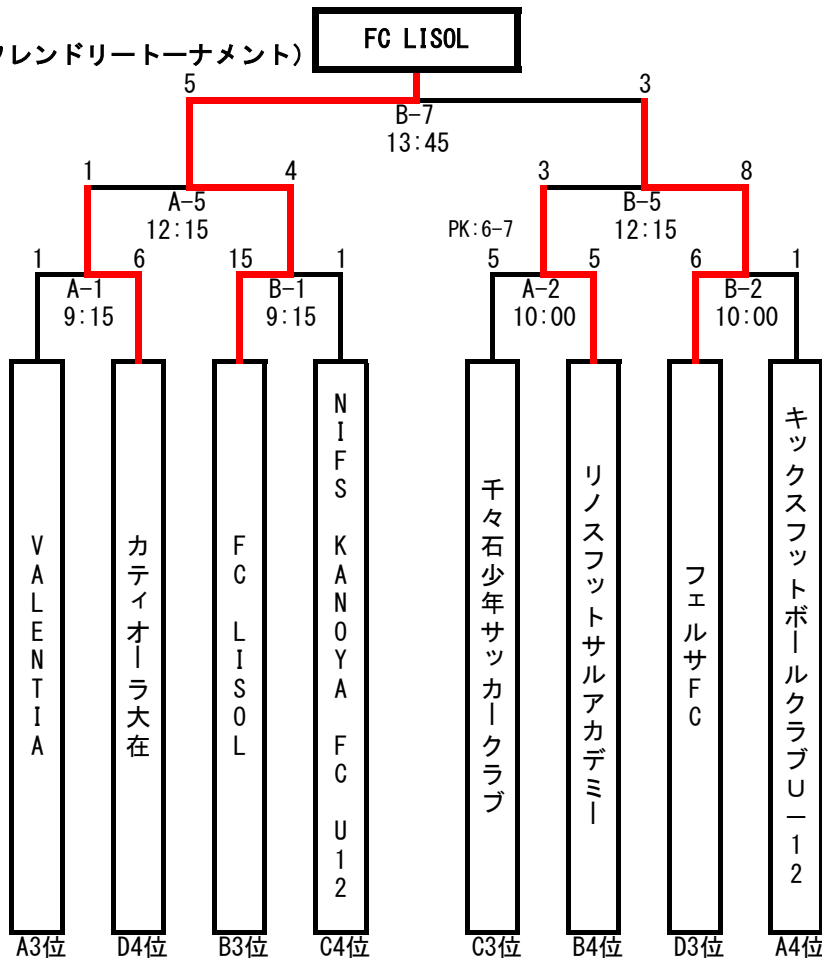 FC LISOL
フレンドリートーナメント)
5 3
B-7
13:45
1 4 3 8
A-5 B-5
12:15 PK:6-7 12:15
1 6 15 1 5 5 6 1
A-1 B-1 A-2 B-2
9:15 9:15 10:00 10:00
VALENTIA
カティオーラ大在
FC LISOL
NIFS KANOYA FC U12
千々石少年サッカークラブ
リノスフットサルアカデミー
フェルサFC
キックスフットボールクラブU-12
A3位 D4位 B3位 C4位 C3位 B4位 D3位 A4位